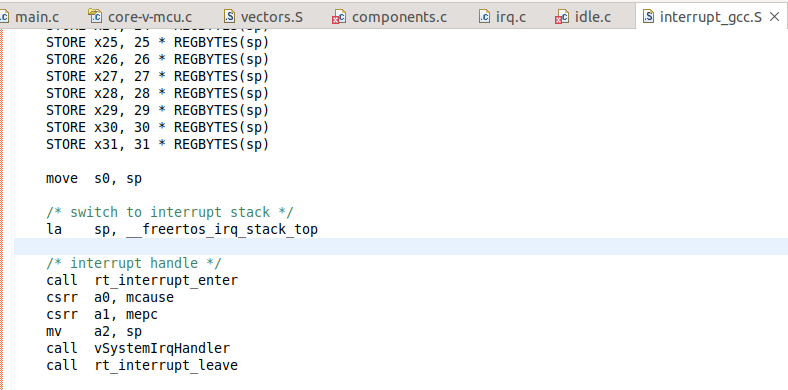 main.c core-v-mcu.c vectors.S components.c irq.c idle.c interrupt_gcc.S
STORE x25, 25 * REGBYTES(sp)
STORE x26, 26 * REGBYTES(sp)
STORE x27, 27 * REGBYTES(sp)
STORE x28, 28 * REGBYTES(sp)
STORE x29, 29 * REGBYTES(sp)
STORE x30, 30 * REGBYTES(sp)
STORE x31, 31 * REGBYTES(sp)
move s0, sp
/* switch to interrupt stack */
la sp, __freertos_irq_stack_top
/* interrupt handle */
call rt_interrupt_enter
csrr a0, mcause
csrr a1, mepc
mv a2, sp
call vSystemIrqHandler
call rt_interrupt_leave